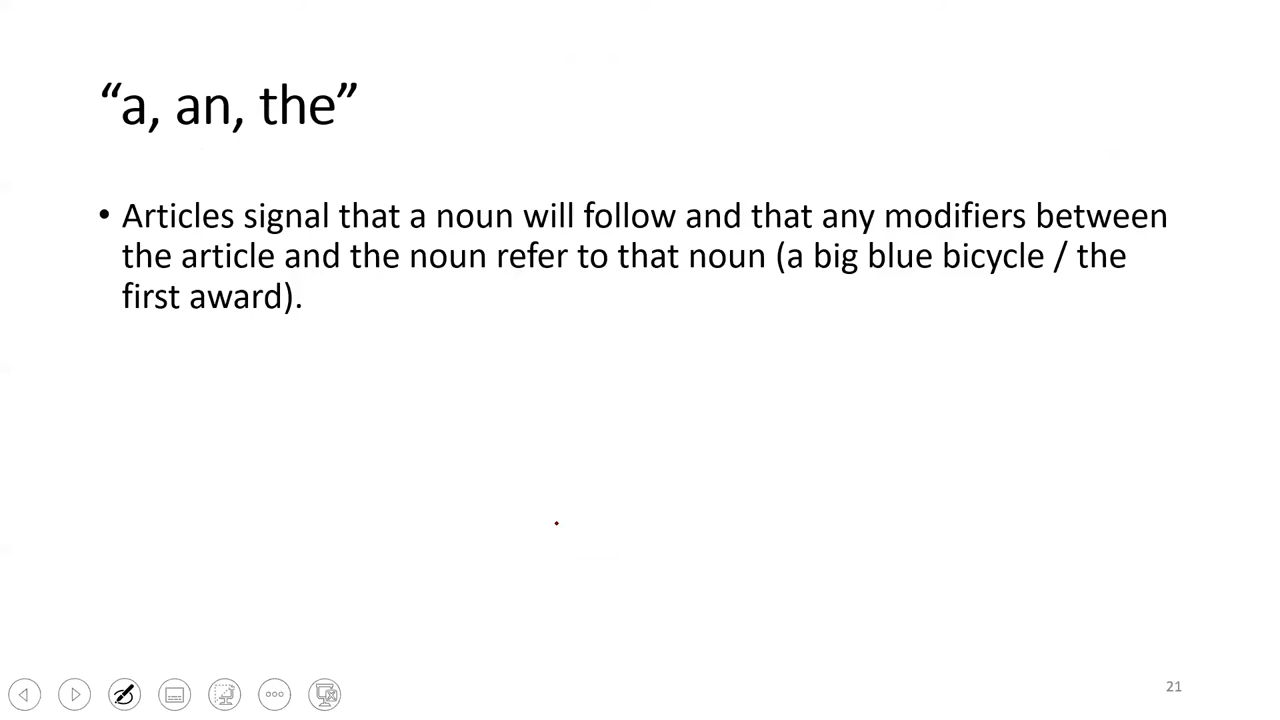 “a, an, the”
• Articles signal that a noun will follow and that any modifiers between
the article and the noun refer to that noun (a big blue bicycle / the
first award).
21